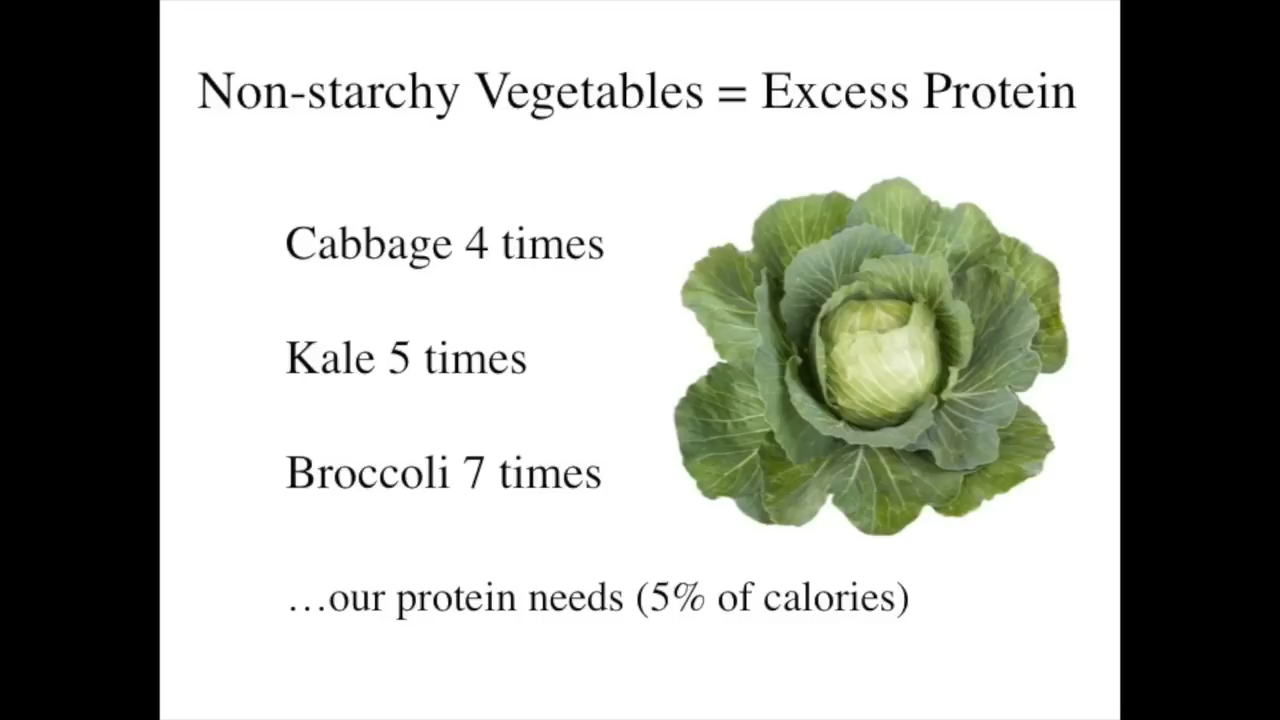 Non-starchy Vegetables = Excess Protein
Cabbage 4 times
Kale 5 times
Broccoli 7 times
…our protein needs (5% of calories)